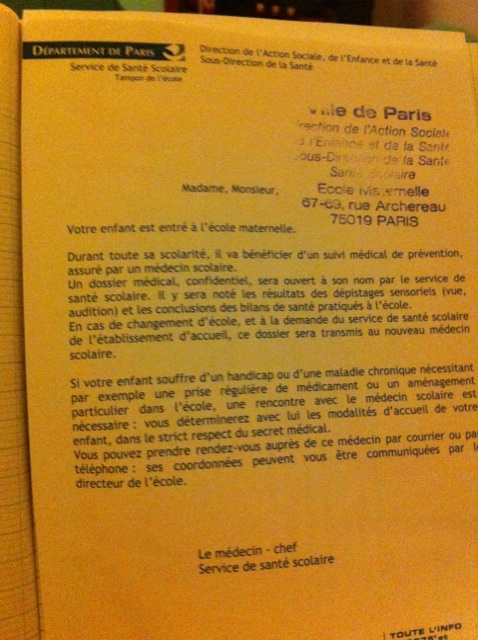 DÉPARTEMENT DE PARIS
Service de Santé Scolaire
Tampon de l'école
Direction de l'Action Sociale, de l'Enfance et de la Santé
Sous-Direction de la Santé
de Paris
de l'Action Sociale
et de la Santé
de la Santé
Ecole
67-69, rue Archereau
75019 PARIS
Madame, Monsieur,
Votre enfant est entré à l'école maternelle.
Durant toute sa scolarité, il va bénéficier d'un suivi médical de prévention,
assuré par un médecin scolaire.
Un dossier médical, confidentiel, sera ouvert à son nom par le service de
santé scolaire. Il y sera noté les résultats des dépistages sensoriels (vue,
audition) et les conclusions des bilans de santé pratiqués à l'école.
En cas de changement d'école, et à la demande du service de santé scolaire
de l'établissement d'accueil, ce dossier sera transmis au nouveau médecin
scolaire.
Si votre enfant souffre d'un handicap ou d'une maladie chronique nécessitant
par exemple une prise régulière de médicament ou un aménagement
particulier dans l'école, une rencontre avec le médecin scolaire est
nécessaire : vous déterminerez avec lui les modalités d'accueil de votre
enfant, dans le strict respect du secret médical.
Vous pouvez prendre rendez-vous auprès de ce médecin par courrier ou
téléphone : ses coordonnées peuvent vous être communiquées par
directeur de l'école.
Le médecin - chef
Service de santé scolaire
TOUTE L'INFO